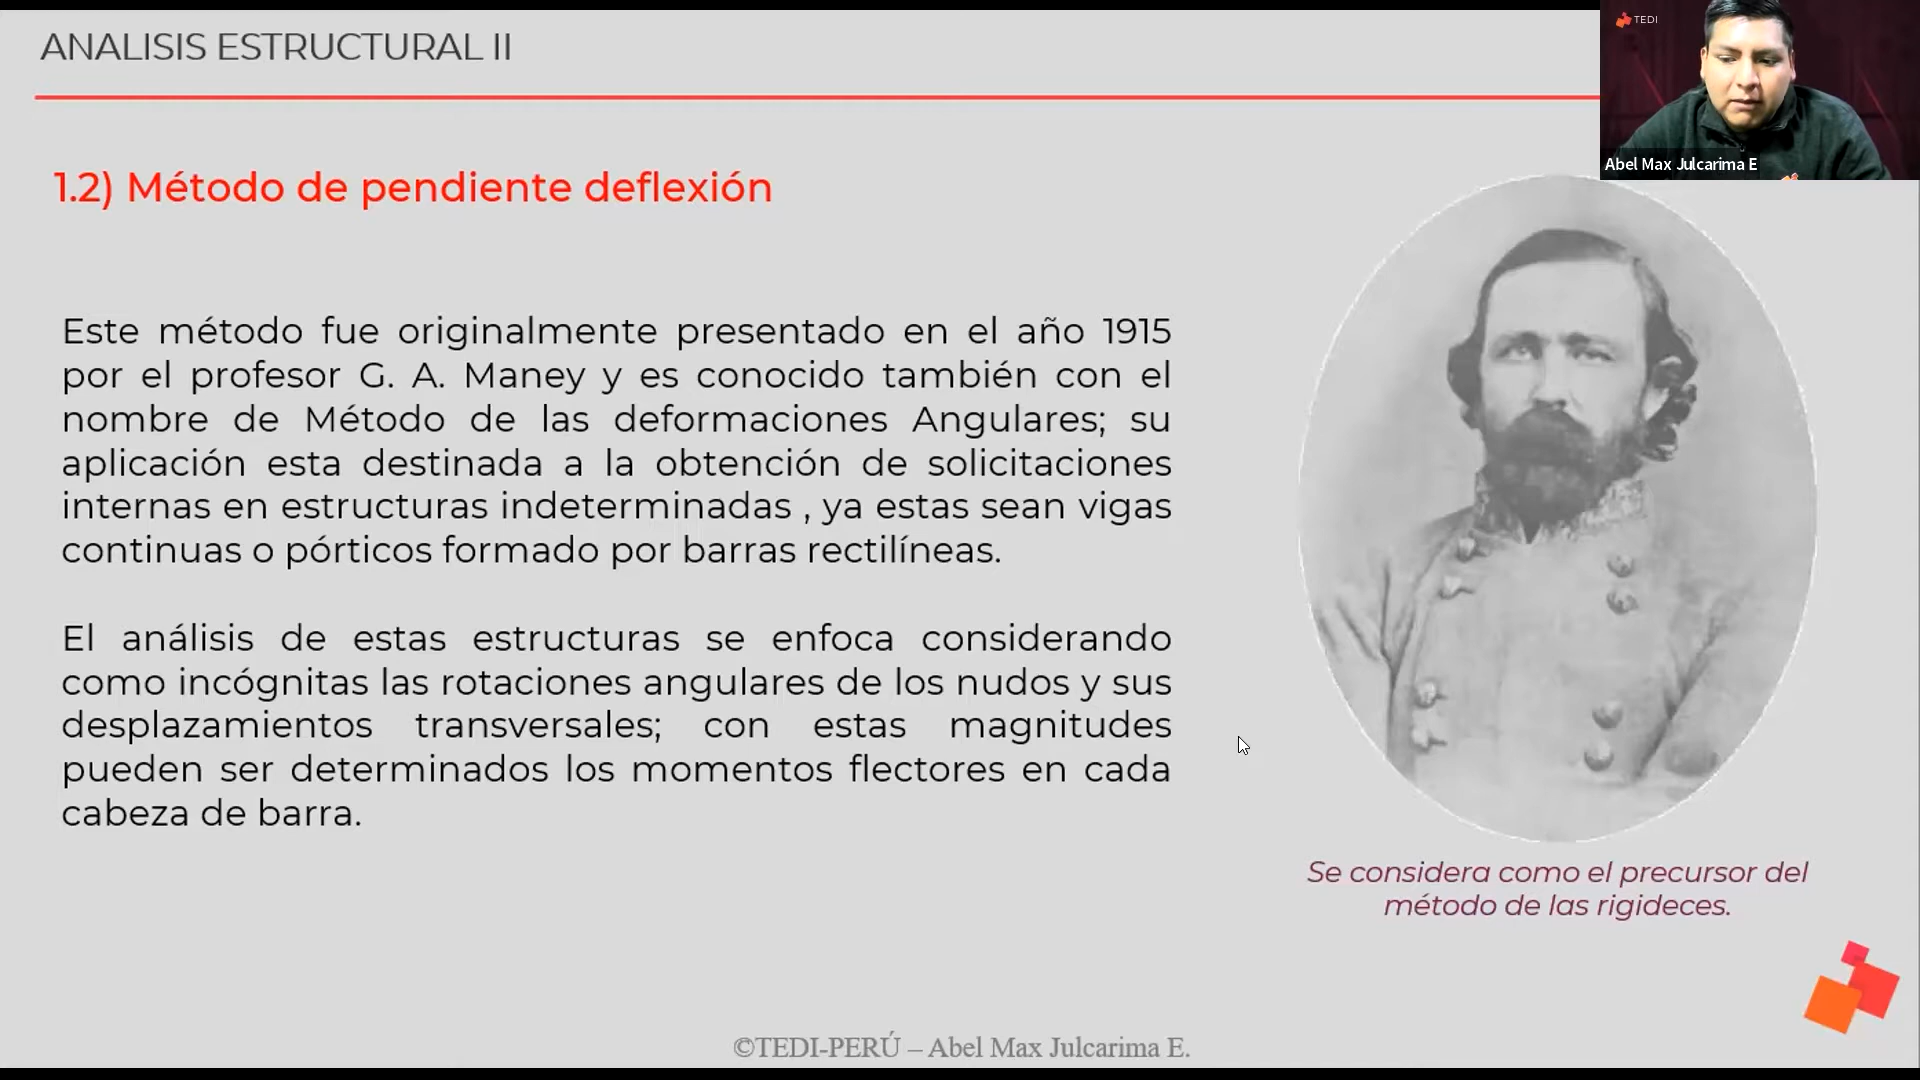 ANALISIS ESTRUCTURAL II
TEDI
Abel Max Julcarima E
1.2) Método de pendiente deflexión
Este método fue originalmente presentado en el año 1915
por el profesor G. A. Maney y es conocido también con el
nombre de Método de las deformaciones Angulares; su
aplicación esta destinada a la obtención de solicitaciones
internas en estructuras indeterminadas , ya estas sean vigas
continuas o pórticos formado por barras rectilíneas.
El análisis de estas estructuras se enfoca considerando
como incógnitas las rotaciones angulares de los nudos y sus
desplazamientos transversales; con estas magnitudes
pueden ser determinados los momentos flectores en cada
cabeza de barra.
Se considera como el precursor del
método de las rigideces.
©TEDI-PERÚ – Abel Max Julcarima E.